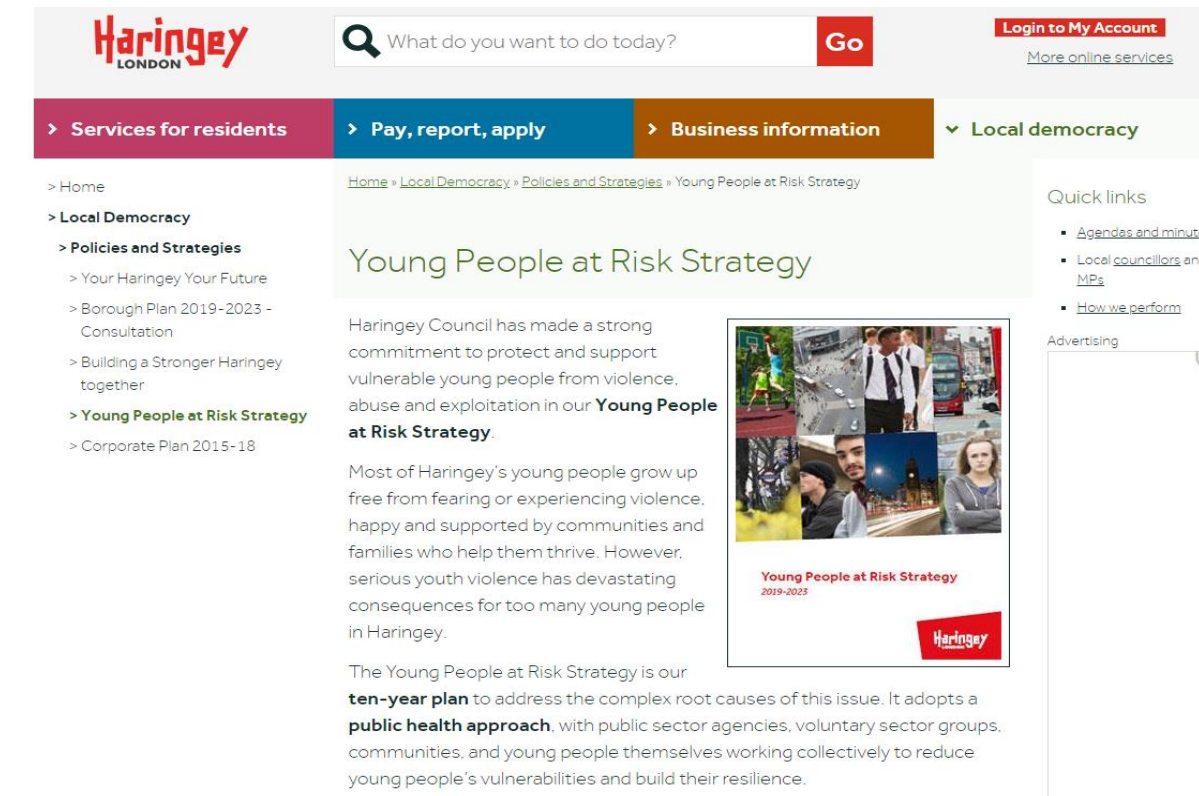 Haringey
LONDON
What do you want to do today?
Go
Login to My Account
More online services
> Services for residents
> Pay, report, apply
> Business information
Local democracy
> Home
> Local Democracy
> Policies and Strategies
> Your Haringey Your Future
> Borough Plan 2019-2023 -
Consultation
> Building a Stronger Haringey
together
> Young People at Risk Strategy
> Corporate Plan 2015-18
Home » Local Democracy » Policies and Strategies » Young People at Risk Strategy
Young People at Risk Strategy
Haringey Council has made a strong
commitment to protect and support
vulnerable young people from violence,
abuse and exploitation in our Young People
at Risk Strategy.
Most of Haringey's young people grow up
free from fearing or experiencing violence,
happy and supported by communities and
families who help them thrive. However,
serious youth violence has devastating
consequences for too many young people
in Haringey.
The Young People at Risk Strategy is our
ten-year plan to address the complex root causes of this issue. It adopts a
public health approach, with public sector agencies, voluntary sector groups,
communities, and young people themselves working collectively to reduce
young people's vulnerabilities and build their resilience.
Young People at Risk Strategy
2019-2023
Haringey
LONDON
Quick links
▪ Agendas and minut
▪ Local councillors an
MPs
▪ How we perform
Advertising